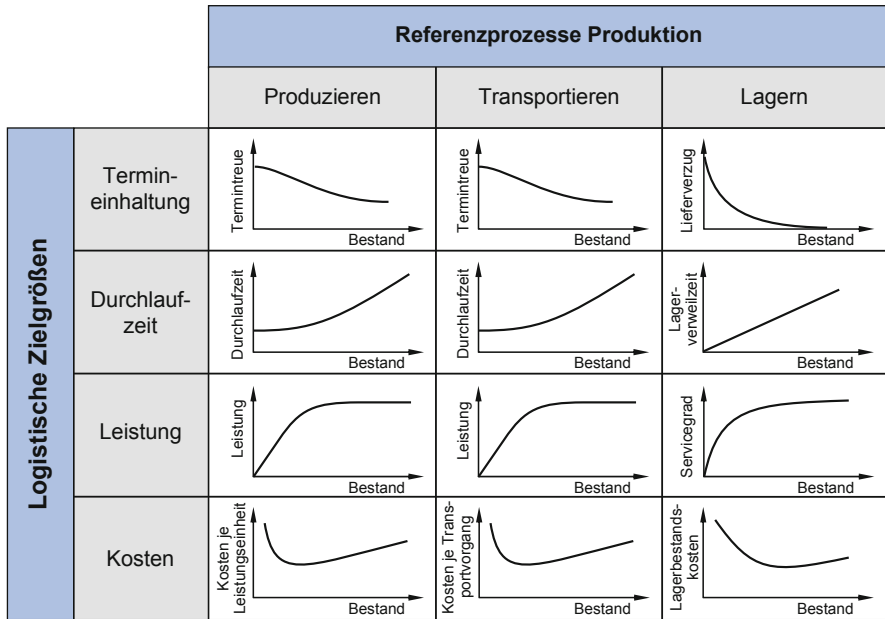 Referenzprozesse Produktion
Produzieren
Transportieren
Lagern
Logistische Zielgrößen
Termin-
einhaltung
Termintreue
Bestand
Termintreue
Bestand
Lieferverzug
Bestand
Durchlauf-
zeit
Durchlaufzeit
Bestand
Durchlaufzeit
Bestand
Lager-
verweilzeit
Bestand
Leistung
Leistung
Bestand
Leistung
Bestand
Servicegrad
Bestand
Kosten
Kosten je
Leistungseinheit
Bestand
Kosten je Trans-
portvorgang
Bestand
Lagerbestands-
kosten
Bestand